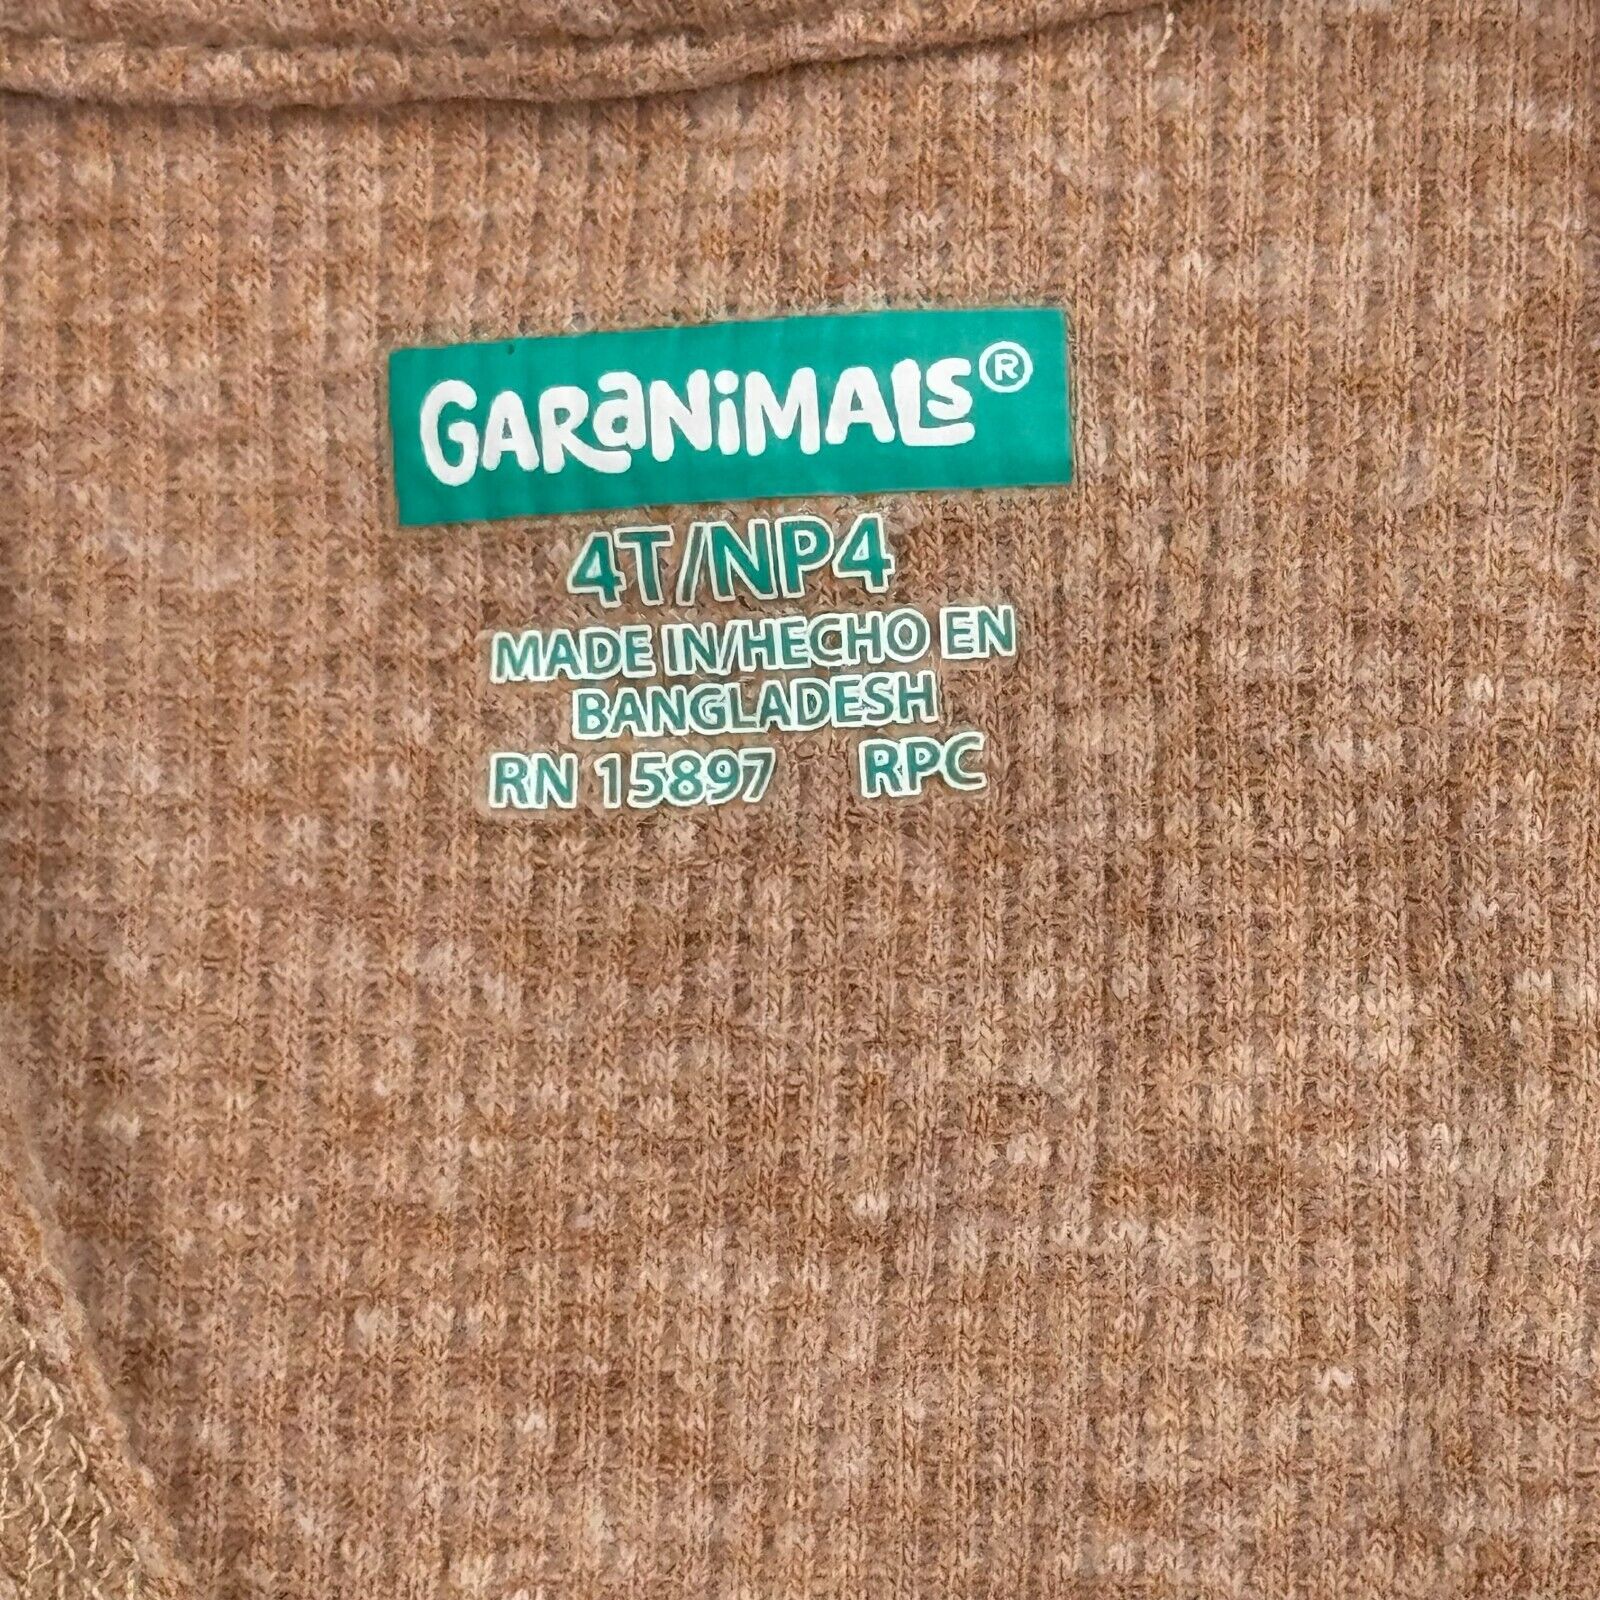 GARANIMALS®
4T/NP4
MADE IN/HECHO EN
BANGLADESH
RN 15897 RPC